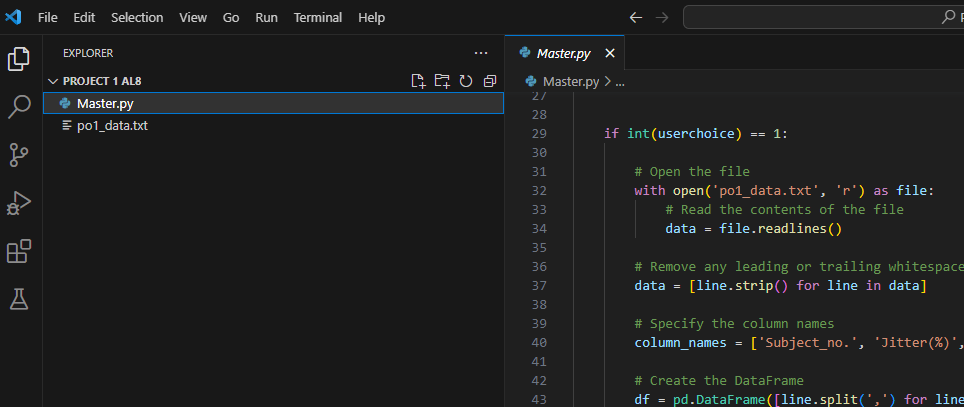 File Edit Selection View Go Run Terminal Help
EXPLORER ...
PROJECT 1 AL8
Master.py
po1_data.txt
Master.py
Master.py > ...
27
28
29 if int(userchoice) == 1:
30
31 # Open the file
32 with open('po1_data.txt', 'r') as file:
33 # Read the contents of the file
34 data = file.readlines()
35
36 # Remove any leading or trailing whitespace
37 data = [line.strip() for line in data]
38
39 # Specify the column names
40 column_names = ['Subject_no.', 'Jitter(%)',
41
42 # Create the DataFrame
43 df = pd.DataFrame([line.split(',') for line